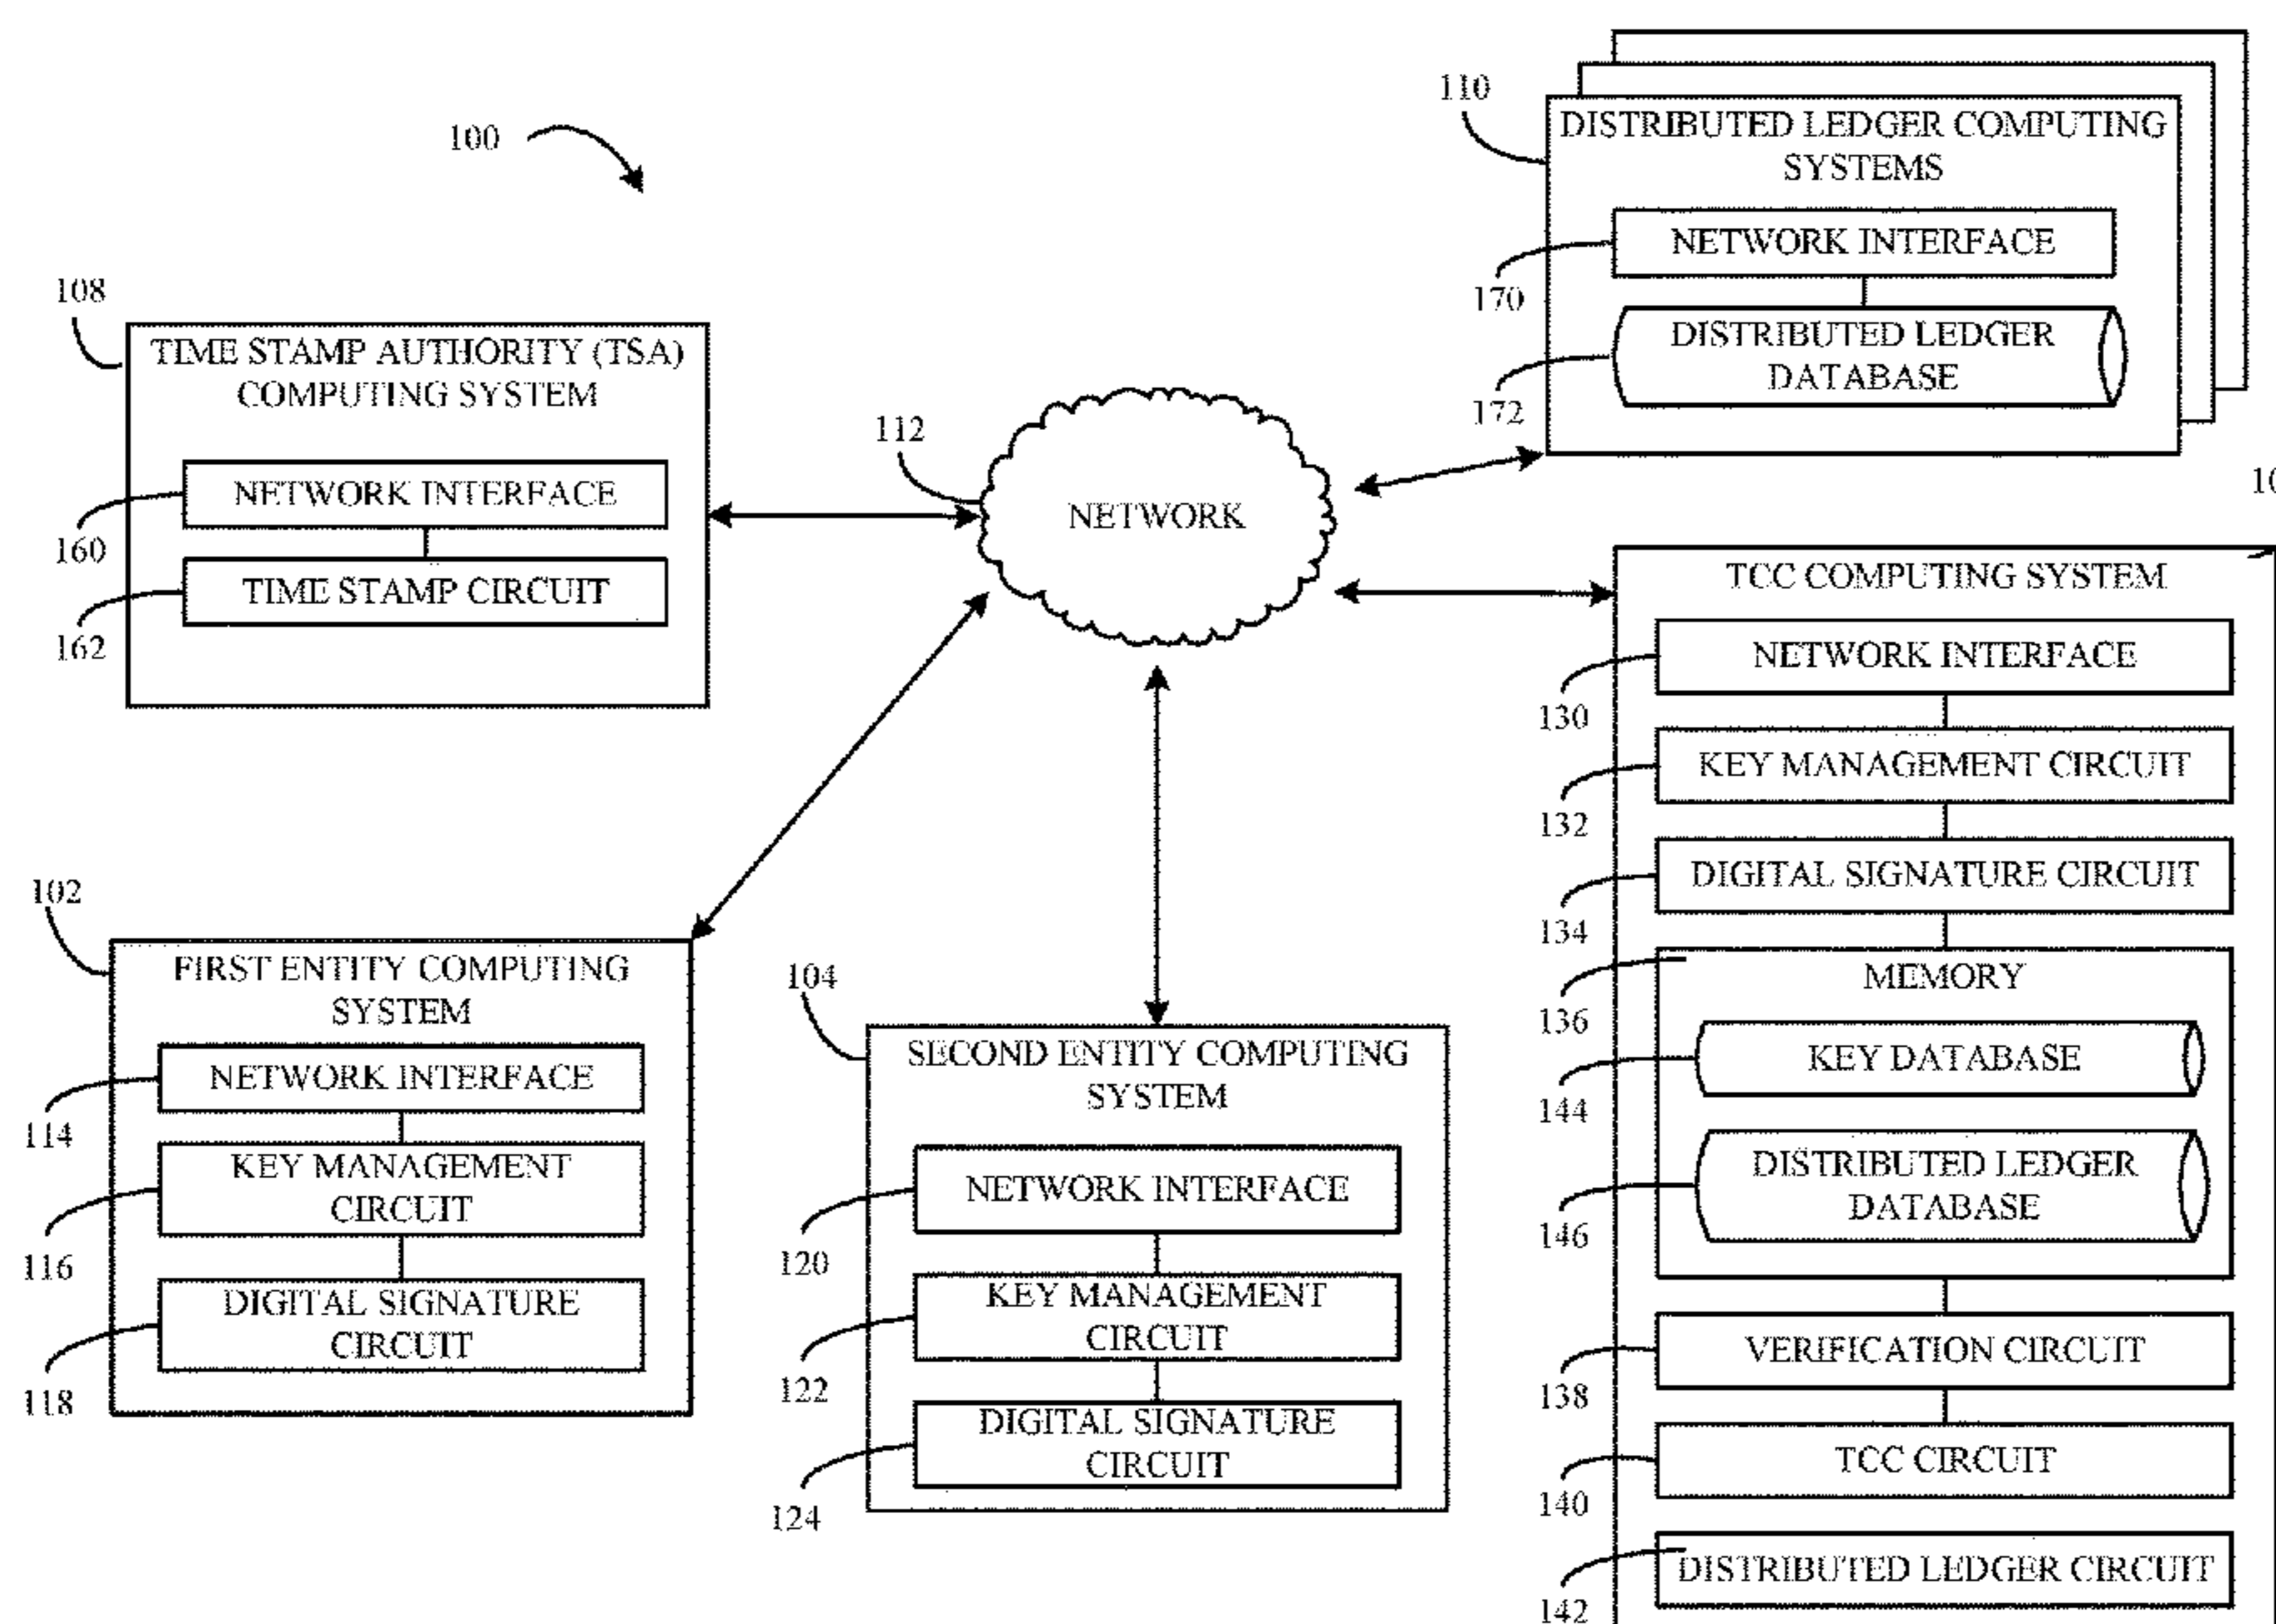 100
108
TIME STAMP AUTHORITY (TSA)
COMPUTING SYSTEM
NETWORK INTERFACE
160
TIME STAMP CIRCUIT
162
112
NETWORK
110
DISTRIBUTED LEDGER COMPUTING
SYSTEMS
NETWORK INTERFACE
170
DISTRIBUTED LEDGER
DATABASE
172
102
FIRST ENTITY COMPUTING
SYSTEM
NETWORK INTERFACE
114
KEY MANAGEMENT
CIRCUIT
116
DIGITAL SIGNATURE
CIRCUIT
118
104
SECOND ENTITY COMPUTING
SYSTEM
NETWORK INTERFACE
120
KEY MANAGEMENT
CIRCUIT
122
DIGITAL SIGNATURE
CIRCUIT
124
TCC COMPUTING SYSTEM
NETWORK INTERFACE
130
KEY MANAGEMENT CIRCUIT
132
DIGITAL SIGNATURE CIRCUIT
134
MEMORY
136
KEY DATABASE
144
DISTRIBUTED LEDGER
DATABASE
146
VERIFICATION CIRCUIT
138
TCC CIRCUIT
140
DISTRIBUTED LEDGER CIRCUIT
142